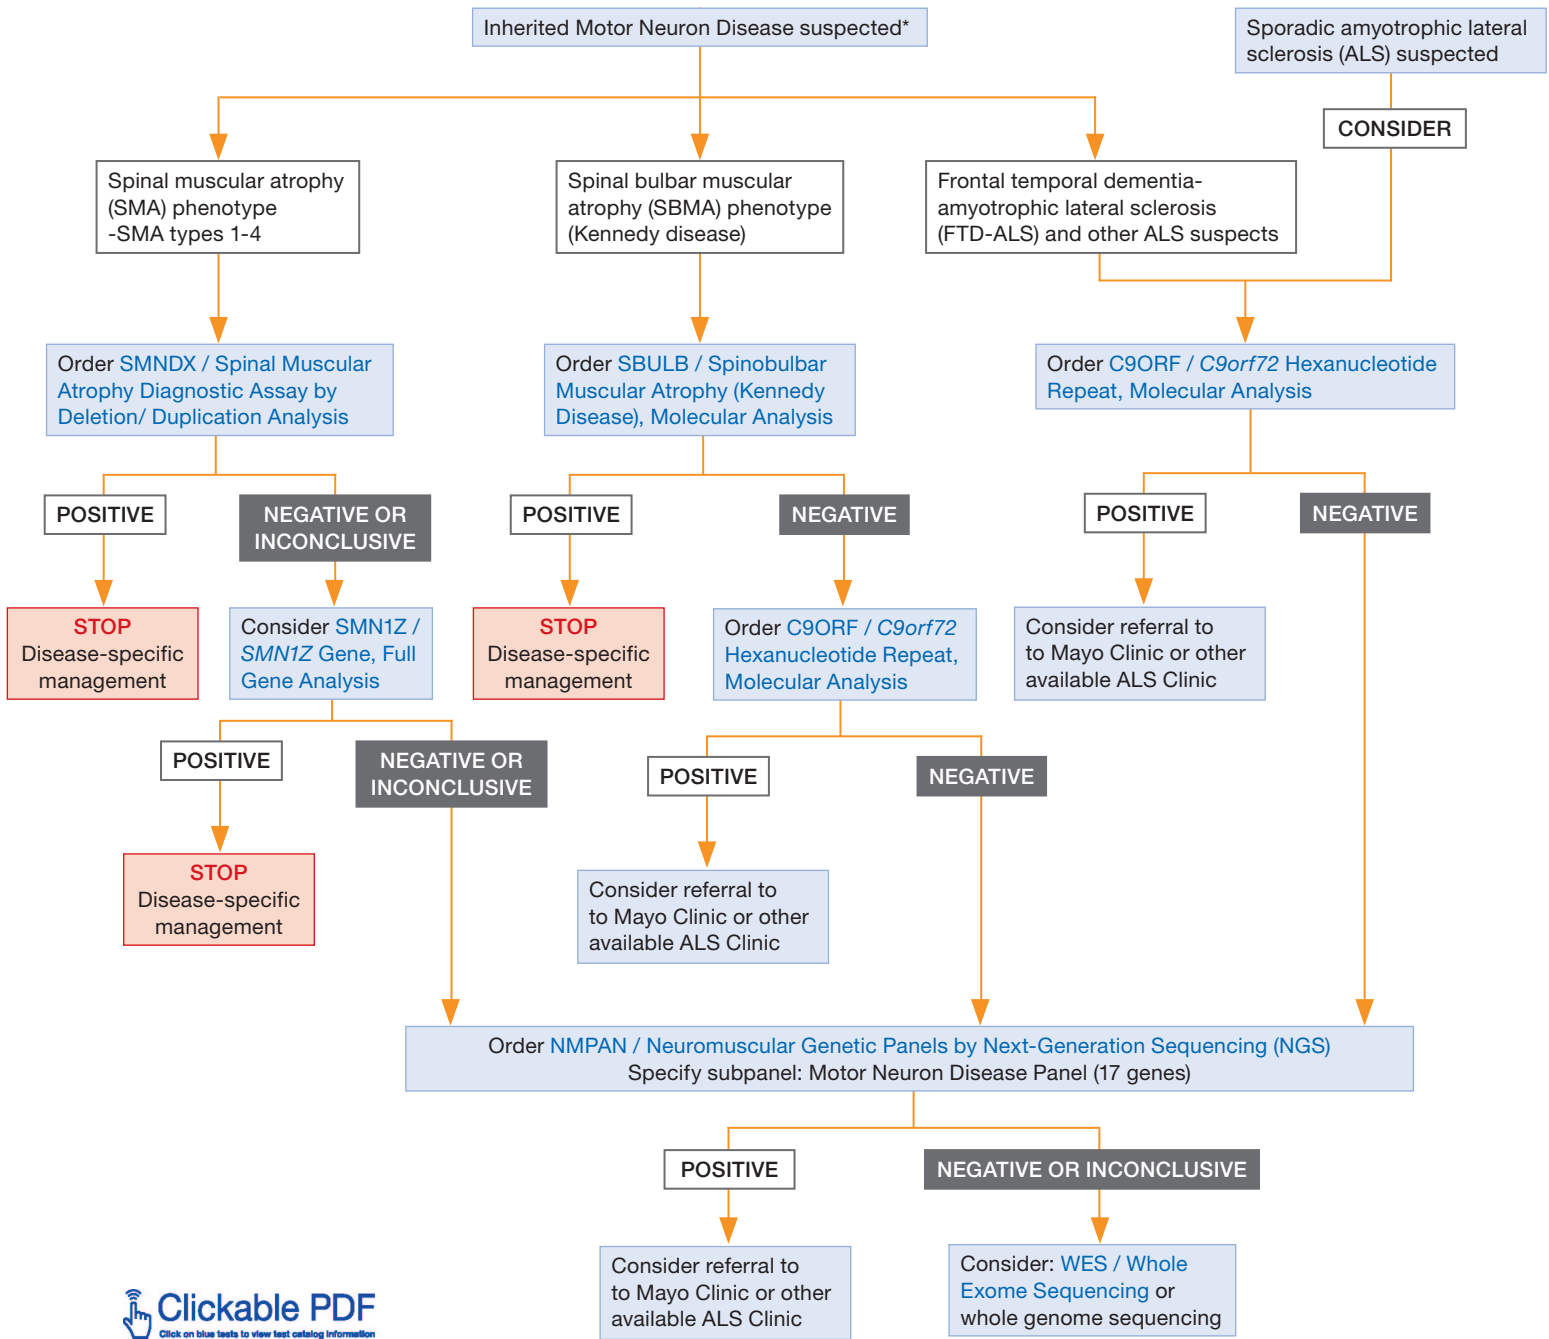 Inherited Motor Neuron Disease suspected*
Sporadic amyotrophic lateral
sclerosis (ALS) suspected
CONSIDER
Spinal muscular atrophy
(SMA) phenotype
-SMA types 1-4
Spinal bulbar muscular
atrophy (SBMA) phenotype
(Kennedy disease)
Frontal temporal dementia-
amyotrophic lateral sclerosis
(FTD-ALS) and other ALS suspects
Order SMNDX / Spinal Muscular
Atrophy Diagnostic Assay by
Deletion/ Duplication Analysis
Order SBULB / Spinobulbar
Muscular Atrophy (Kennedy
Disease), Molecular Analysis
Order C9ORF / C9orf72 Hexanucleotide
Repeat, Molecular Analysis
POSITIVE
NEGATIVE OR
INCONCLUSIVE
POSITIVE
NEGATIVE
POSITIVE
NEGATIVE
STOP
Disease-specific
management
Consider SMN1Z /
SMN1Z Gene, Full
Gene Analysis
STOP
Disease-specific
management
Order C9ORF / C9orf72
Hexanucleotide Repeat,
Molecular Analysis
Consider referral to
to Mayo Clinic or other
available ALS Clinic
POSITIVE
NEGATIVE OR
INCONCLUSIVE
POSITIVE
NEGATIVE
STOP
Disease-specific
management
Consider referral to
to Mayo Clinic or other
available ALS Clinic
Order NMPAN / Neuromuscular Genetic Panels by Next-Generation Sequencing (NGS)
Specify subpanel: Motor Neuron Disease Panel (17 genes)
POSITIVE
NEGATIVE OR INCONCLUSIVE
Consider referral to
to Mayo Clinic or other
available ALS Clinic
Consider: WES / Whole
Exome Sequencing or
whole genome sequencing
Clickable PDF
Click on blue tests to view test catalog information